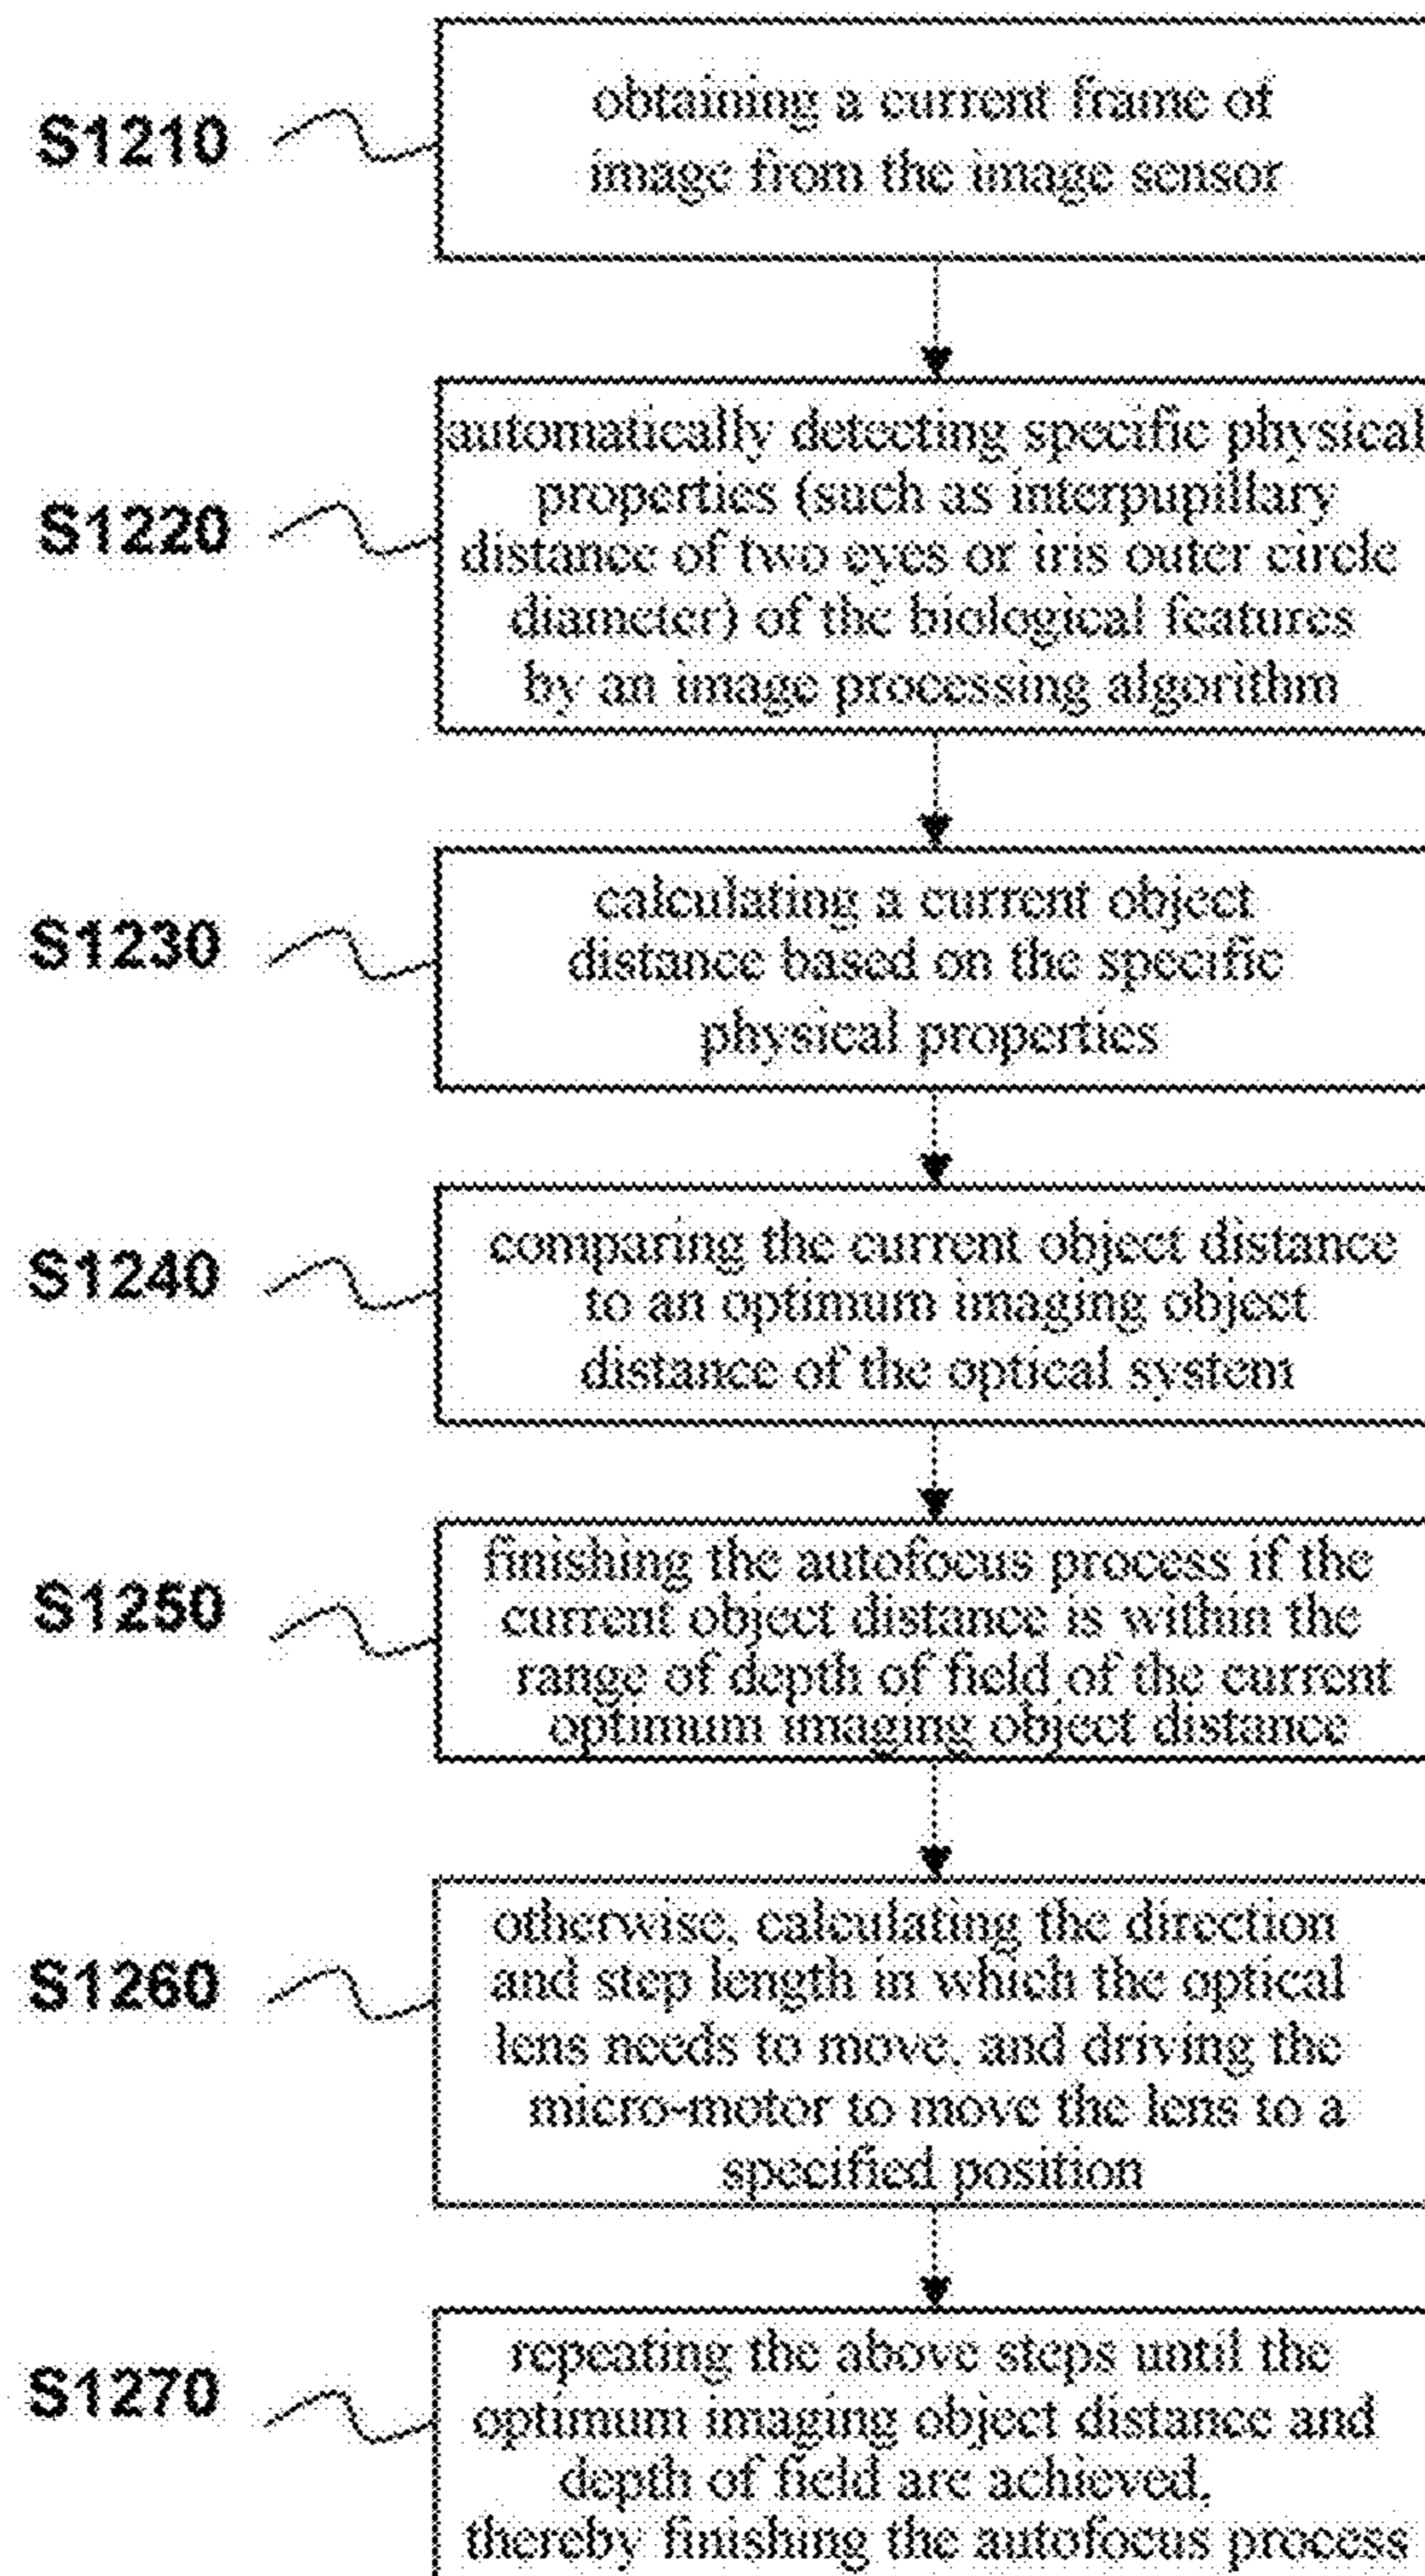 S1210
obtaining a current frame of
image from the image sensor
S1220
automatically detecting specific physical
properties (such as interpupillary
distance of two eyes or iris outer circle
diameter) of the biological features
by an image processing algorithm
S1230
calculating a current object
distance based on the specific
physical properties
S1240
comparing the current object distance
to an optimum imaging object
distance of the optical system
S1250
finishing the autofocus process if the
current object distance is within the
range of depth of field of the current
optimum imaging object distance
S1260
otherwise, calculating the direction
and step length in which the optical
lens needs to move, and driving the
micro-motor to move the lens to a
specified position
S1270
repeating the above steps until the
optimum imaging object distance and
depth of field are achieved,
thereby finishing the autofocus process